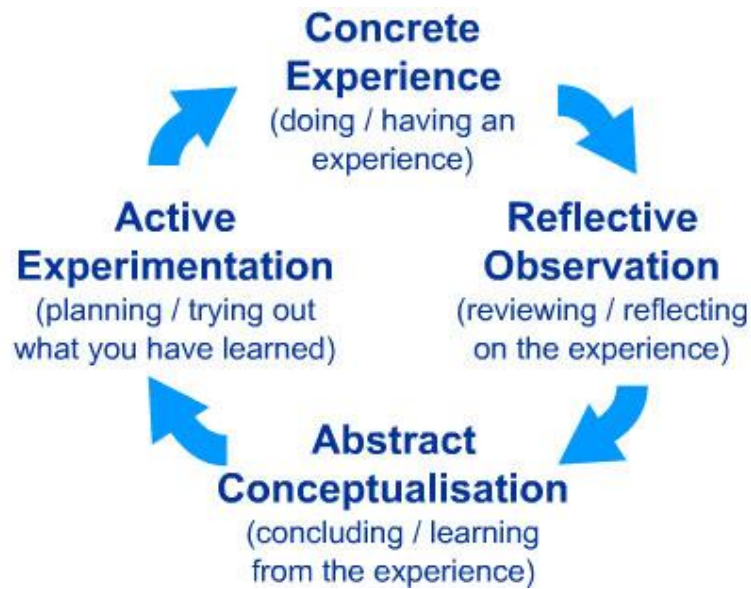 Concrete
Experience
(doing / having an
experience)
Reflective
Observation
(reviewing / reflecting
on the experience)
Abstract
Conceptualisation
(concluding / learning
from the experience)
Active
Experimentation
(planning / trying out
what you have learned)